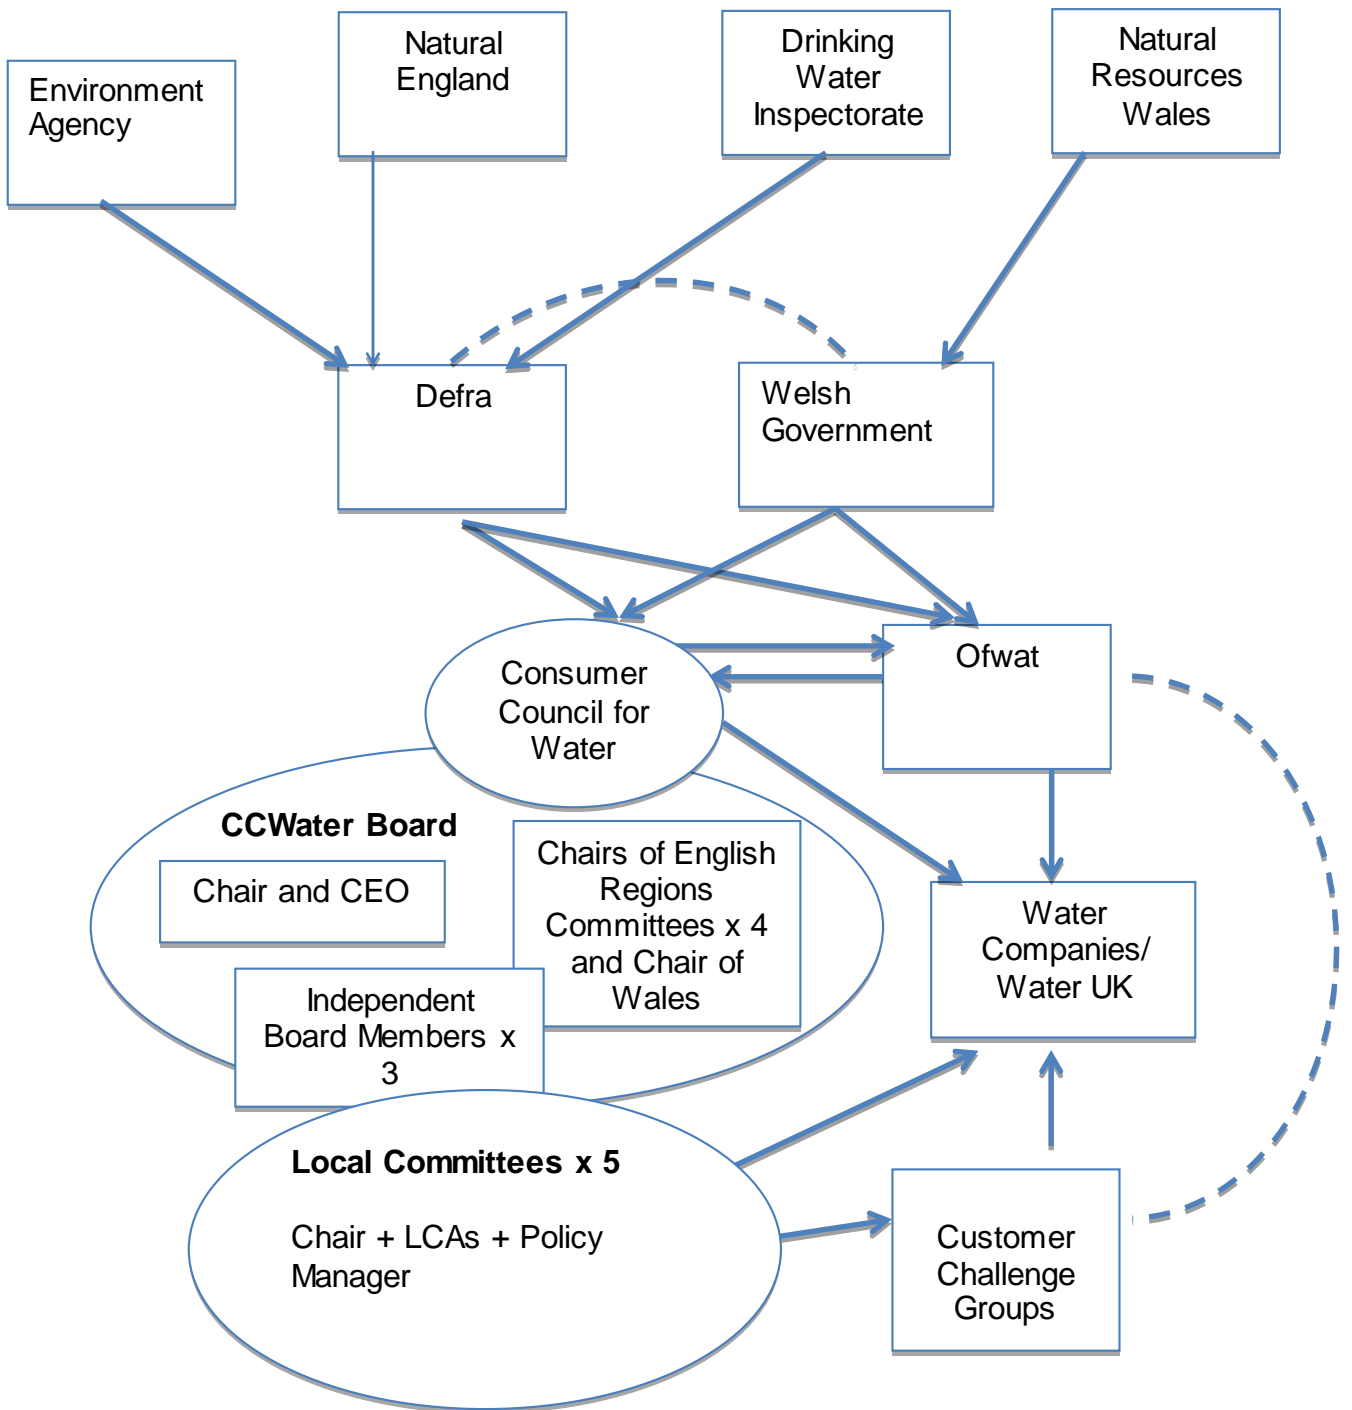 Environment
Agency
Natural
England
Drinking
Water
Inspectorate
Natural
Resources
Wales
Defra
Welsh
Government
Consumer
Council for
Water
Ofwat
CCWater Board
Chair and CEO
Chairs of English
Regions
Committees x 4
and Chair of
Wales
Independent
Board Members x
3
Water
Companies/
Water UK
Local Committees x 5
Chair + LCAs + Policy
Manager
Customer
Challenge
Groups